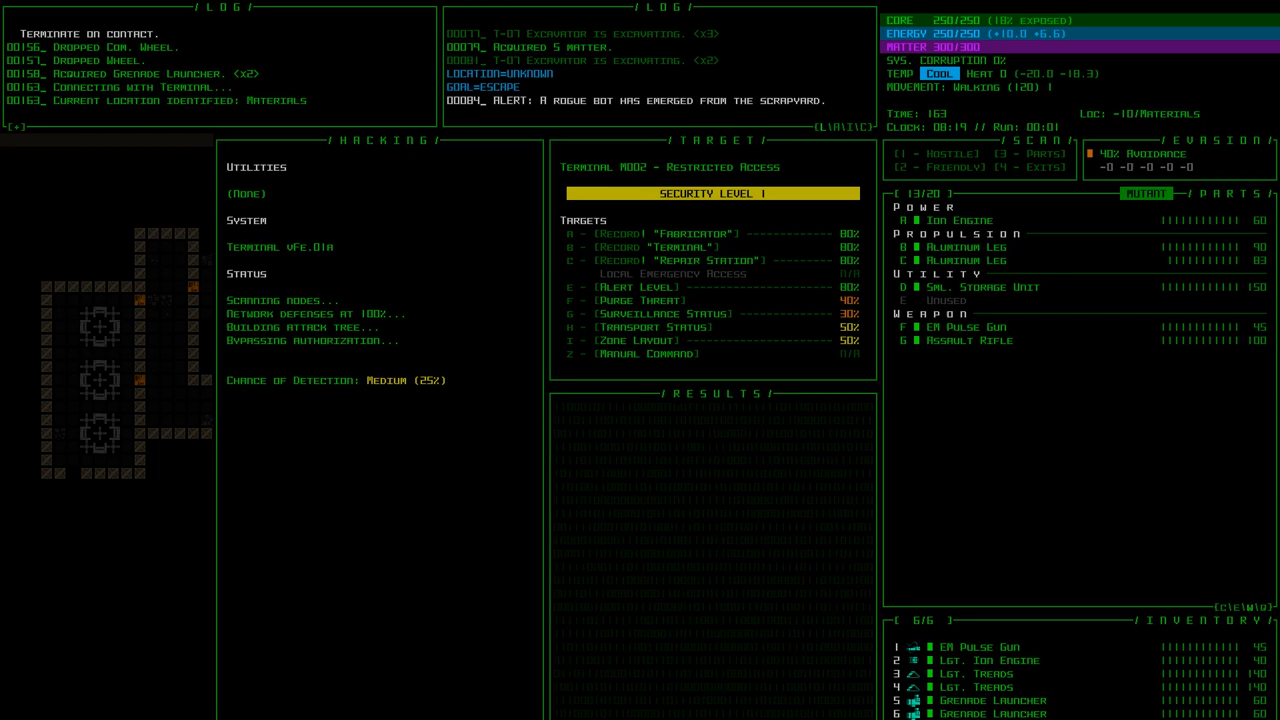 / L O G /
Terminate on contact.
00156_ Dropped Com. Wheel.
00157_ Dropped Wheel.
00158_ Acquired Grenade Launcher. <x2>
00163_ Connecting with Terminal...
00163_ Current location identified: Materials
[+]
/ L O G /
00077_ T-07 Excavator is excavating. <x3>
00079_ Acquired 5 matter.
00081_ T-07 Excavator is excavating. <x2>
LOCATION=UNKNOWN
GOAL=ESCAPE
00084_ ALERT: A rogue bot has emerged from the scrapyard.
[L\A\I\C]
CORE 250/250 (18% exposed)
ENERGY 250/250 (+10.0 +6.6)
MATTER 300/300
Sys. Corruption 0%
Temp Cool Heat 0 (-20.0 -18.3)
Movement: Walking (120) 1
Time: 163 Loc: -10/Materials
Clock: 08:19 // Run: 00:01
/ S C A N /
[1 - Hostile] [3 - Parts]
[2 - Friendly] [4 - Exits]
/ E V A S I O N
40% Avoidance
-0 -0 -0 -0 -0
/ H A C K I N G /
Utilities
(None)
System
Terminal vFe.01a
Status
Scanning nodes...
Network defenses at 100%...
Building attack tree...
Bypassing authorization...
Chance of Detection: Medium (25%)
/ T A R G E T /
Terminal M002 - Restricted Access
SECURITY LEVEL 1
Targets
A - [Record| "Fabricator"] 80%
B - [Record "Terminal"] 80%
C - [Record| "Repair Station"] 80%
Local Emergency Access N/A
E - [Alert Level] 80%
F - [Purge Threat] 40%
G - [Surveillance Status] 30%
H - [Transport Status] 50%
I - [Zone Layout] 50%
Z - [Manual Command] N/A
/ R E S U L T S /
[ 13/20 ] MUTANT / P A R T S /
P o w e r
A Ion Engine 60
P r o p u l s i o n
B Aluminum Leg 90
C Aluminum Leg 83
U t i l i t y
D Sml. Storage Unit 150
E Unused
W e a p o n
F EM Pulse Gun 45
G Assault Rifle 100
[C\E\W\Q]
[ 6/6 ] / I N V E N T O R Y /
1 EM Pulse Gun 45
2 Lgt. Ion Engine 40
3 Lgt. Treads 140
4 Lgt. Treads 140
5 Grenade Launcher 60
6 Grenade Launcher 60